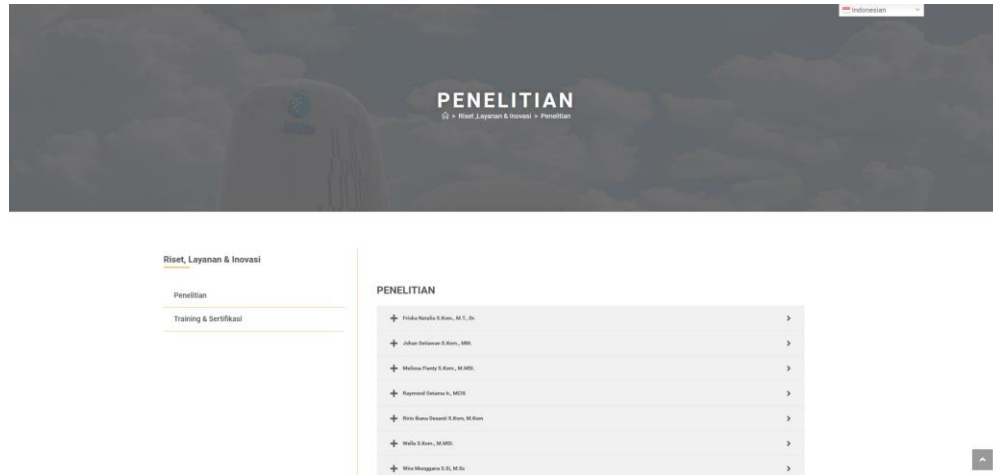 Indonesian
PENELITIAN
> Riset ,Layanan & Inovasi > Penelitian
Riset, Layanan & Inovasi
Penelitian
Training & Sertifikasi
PENELITIAN
Friska Natalia S.Kom., M.T., Dr.
Johan Setiawan S.Kom., MM.
Melissa Fianty S.Kom., M.MSI.
Raymond Oetama Ir., MCIS
Ririn Ikana Desanti S.Kom, M.Kom
Wella S.Kom., M.MSI.
Wira Munggana S.Si, M.Sc